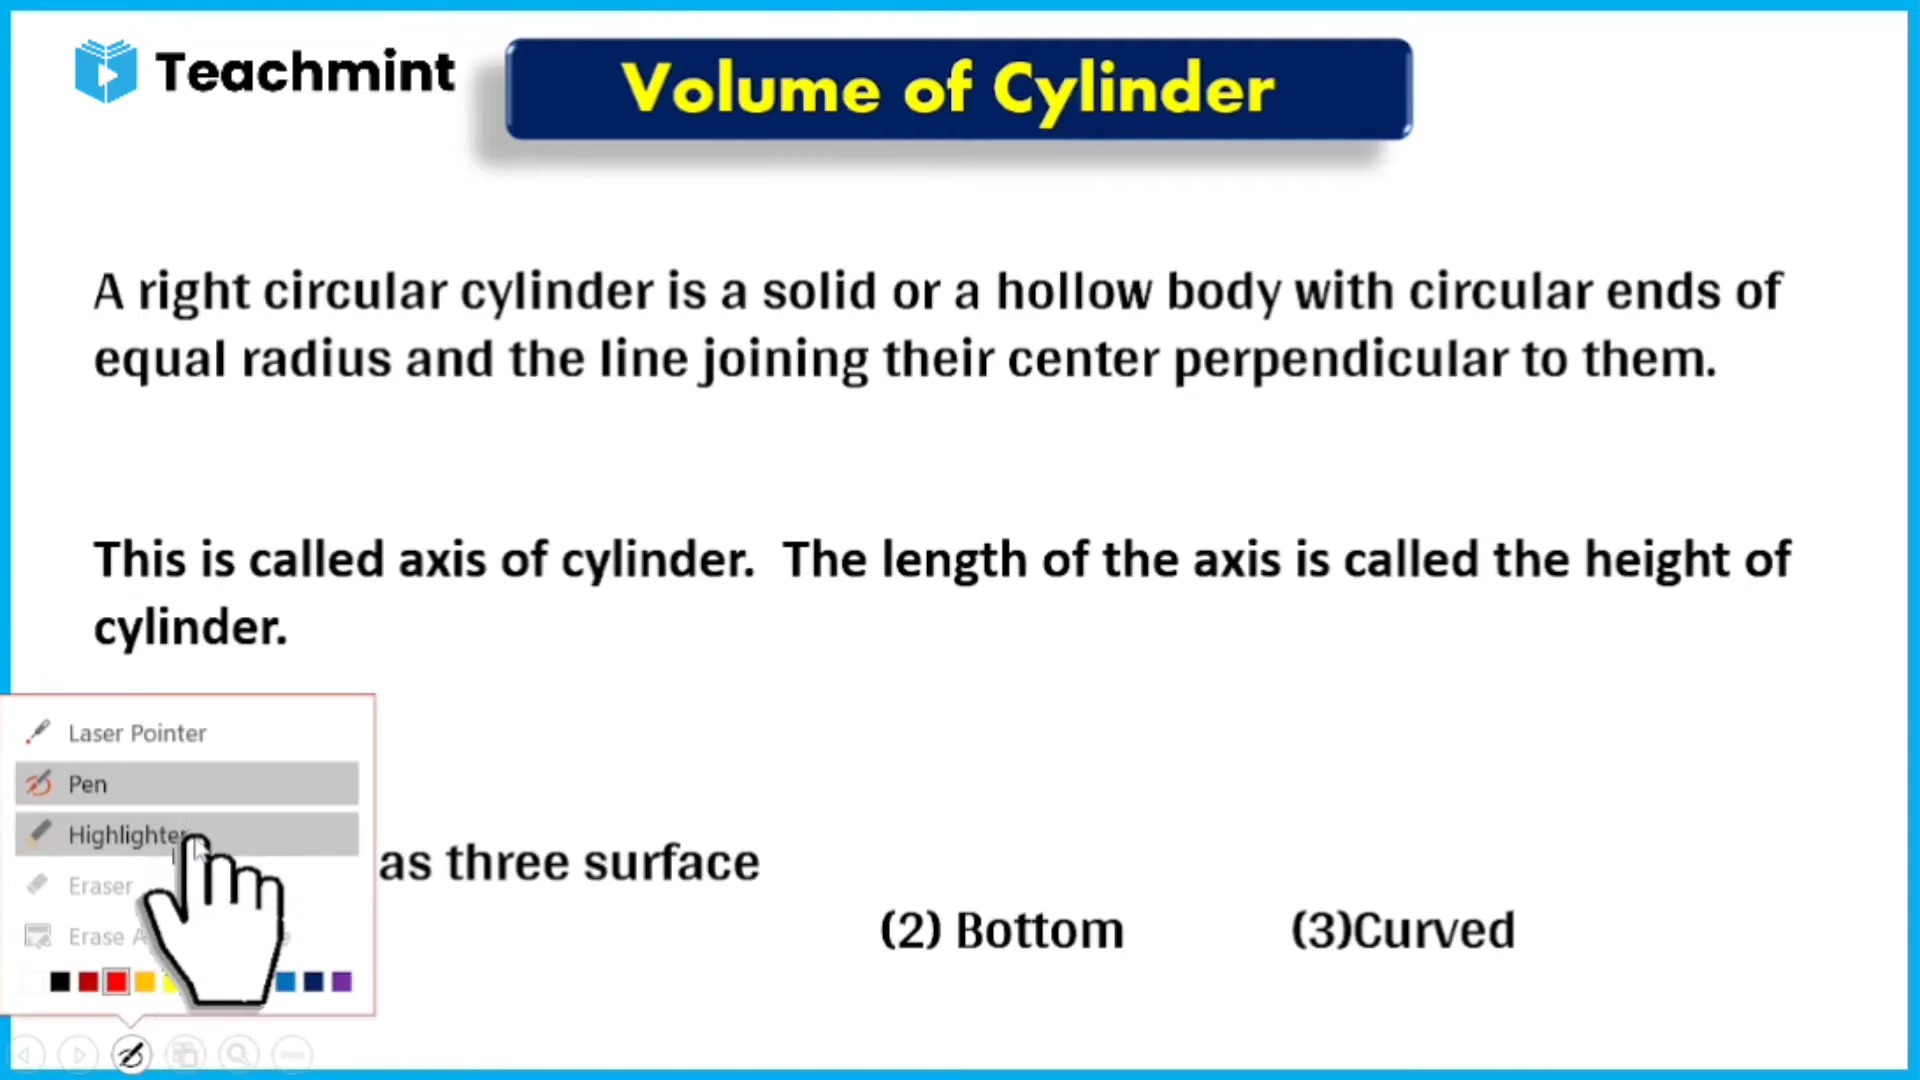 Teachmint
Volume of Cylinder
A right circular cylinder is a solid or a hollow body with circular ends of
equal radius and the line joining their center perpendicular to them.
This is called axis of cylinder. The length of the axis is called the height of
cylinder.
Laser Pointer
Pen
Highlighter
as three surface
Eraser
Erase
(2) Bottom (3)Curved